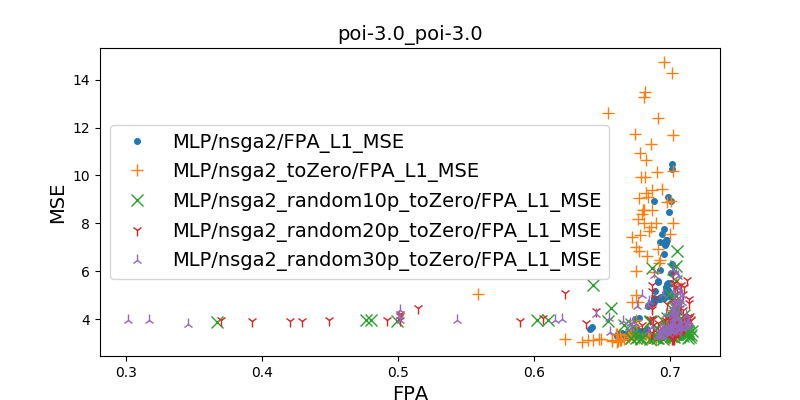 poi-3.0_poi-3.0
MSE
14
12
10
8
6
4
MLP/nsga2/FPA_L1_MSE
MLP/nsga2_toZero/FPA_L1_MSE
MLP/nsga2_random10p_toZero/FPA_L1_MSE
MLP/nsga2_random20p_toZero/FPA_L1_MSE
MLP/nsga2_random30p_toZero/FPA_L1_MSE
0.3 0.4 0.5 0.6 0.7
FPA